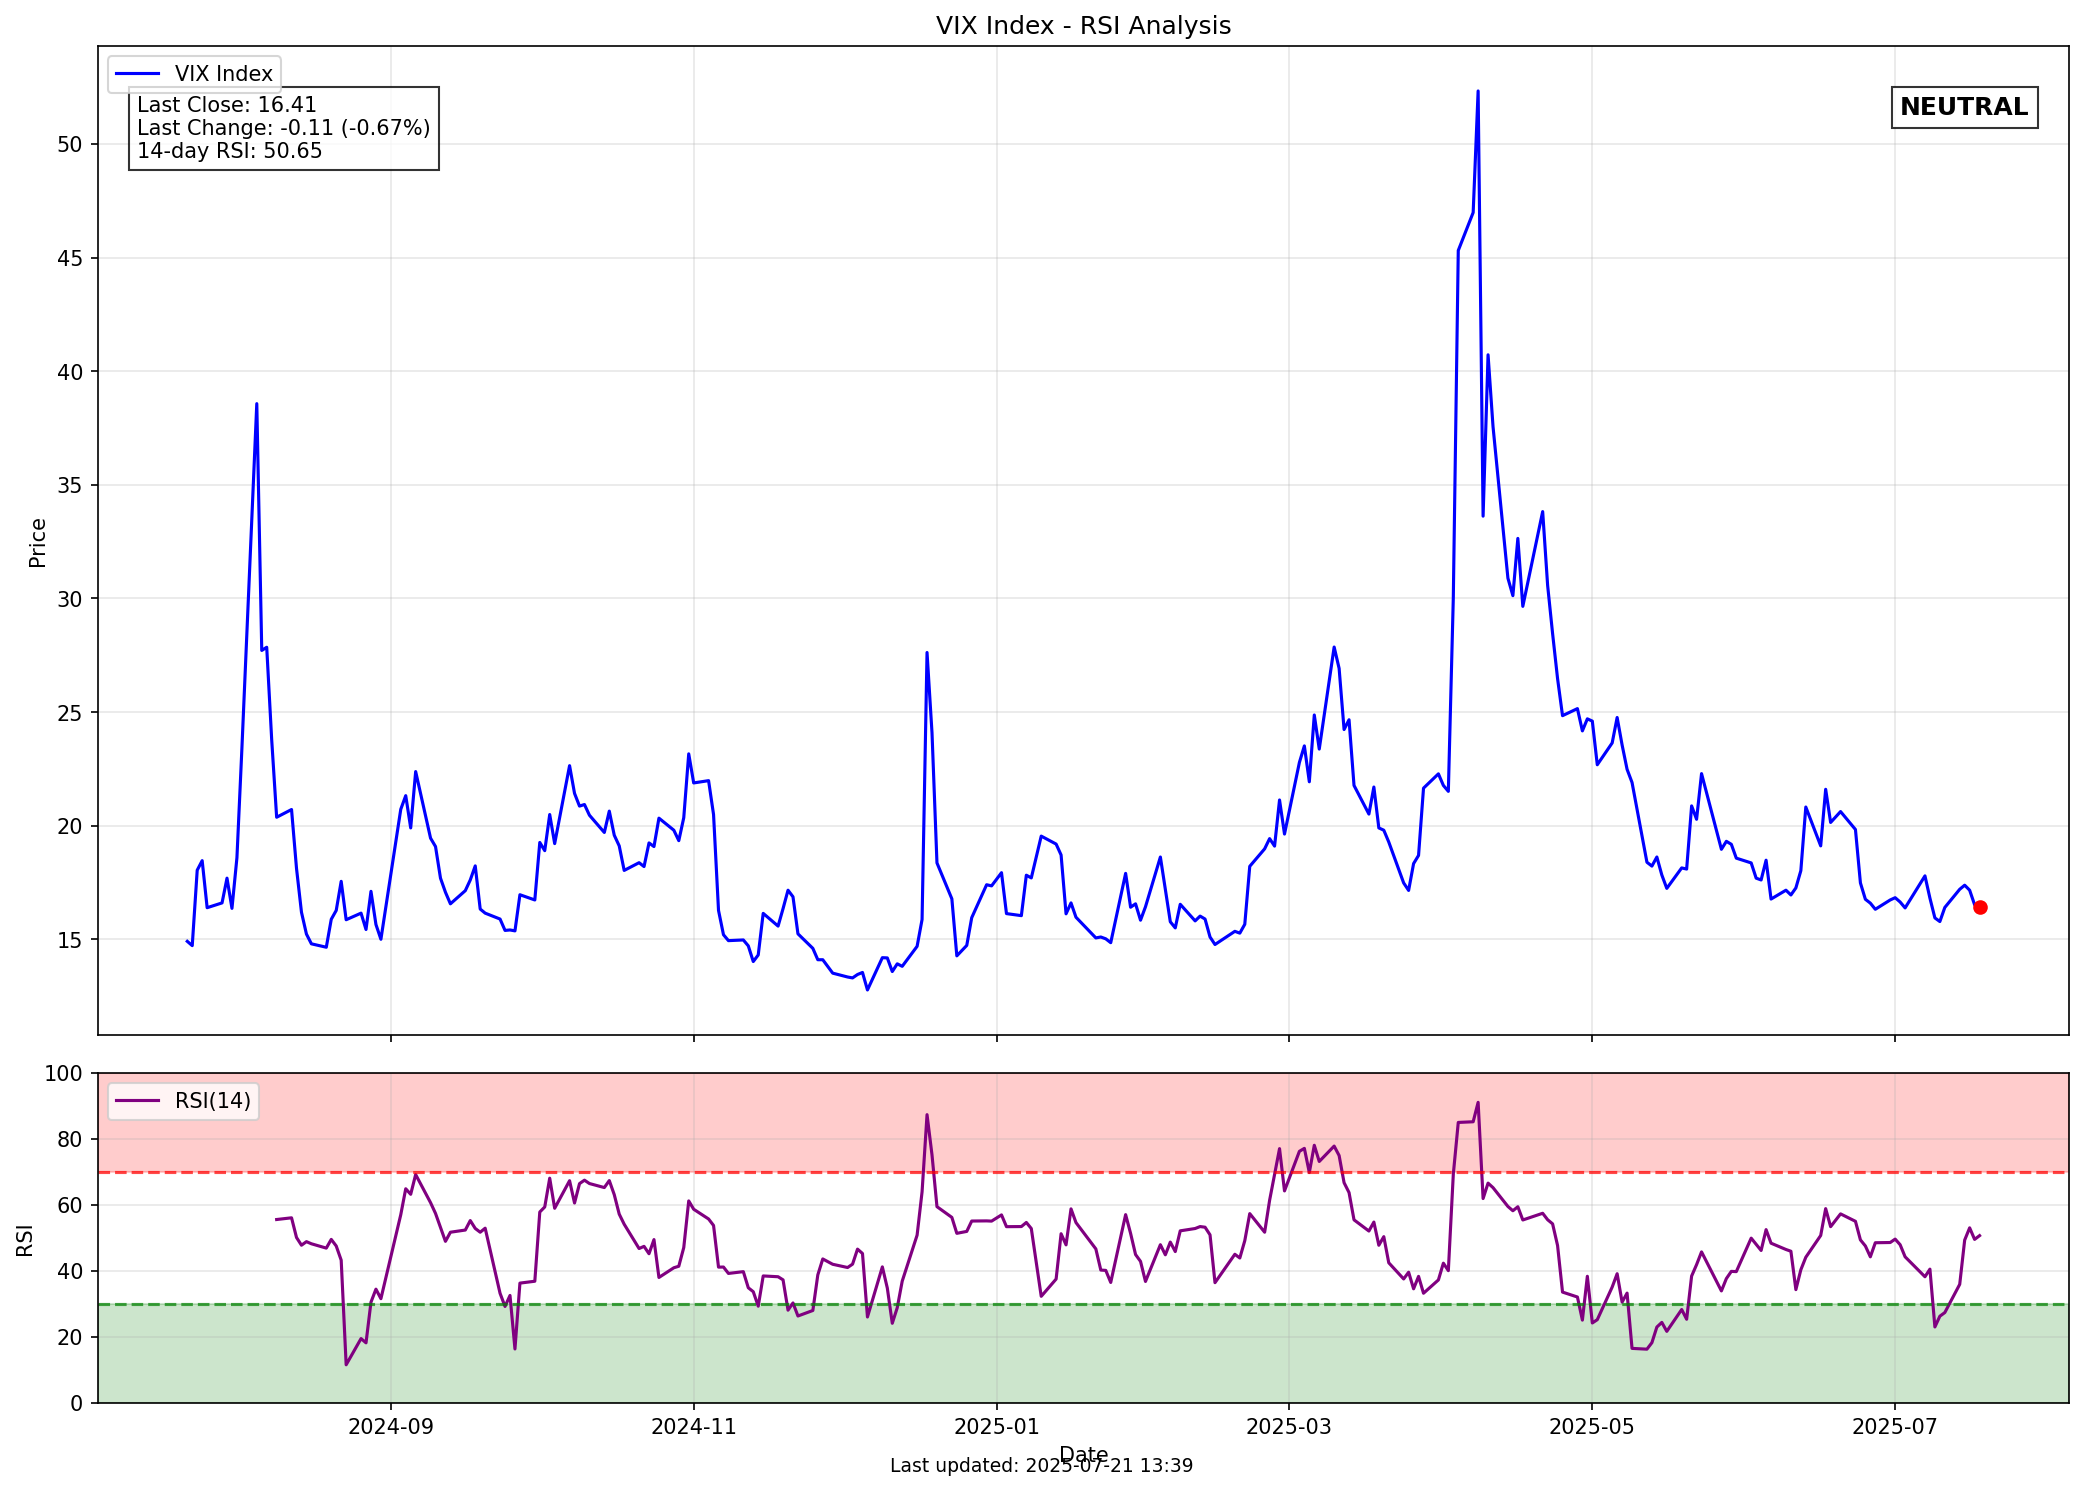 VIX Index - RSI Analysis
VIX Index
Last Close: 16.41
Last Change: -0.11 (-0.67%)
14-day RSI: 50.65
NEUTRAL
50
45
40
35
30
25
20
15
Price
RSI(14)
100
80
60
40
20
0
RSI
2024-09
2024-11
2025-01
2025-03
2025-05
2025-07
Date
Last updated: 2025-07-21 13:39